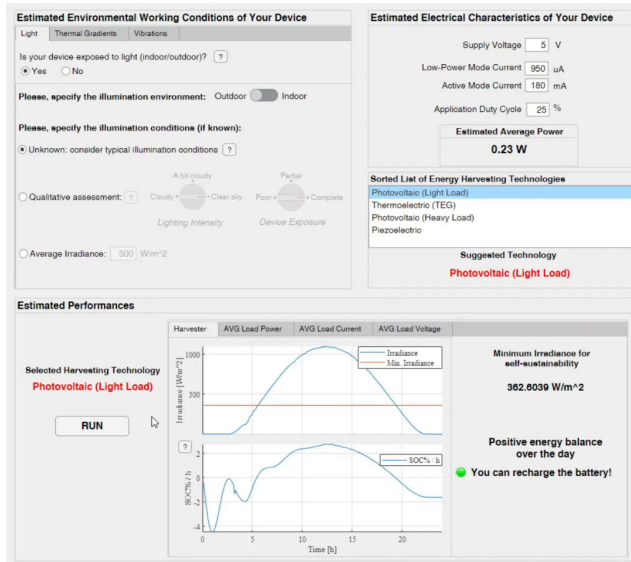 Estimated Environmental Working Conditions of Your Device
Light Thermal Gradients Vibrations
Is your device exposed to light (indoor/outdoor)? ?
Yes No
Please, specify the illumination environment: Outdoor Indoor
Please, specify the illumination conditions (if known):
Unknown: consider typical illumination conditions ?
A bit cloudy Partial
Qualitative assessment: ? Cloudy Clear sky Poor Complete
Lighting Intensity Device Exposure
Average Irradiance: 500 W/m^2
Estimated Electrical Characteristics of Your Device
Supply Voltage 5 V
Low-Power Mode Current 950 uA
Active Mode Current 180 mA
Application Duty Cycle 25 %
Estimated Average Power
0.23 W
Sorted List of Energy Harvesting Technologies
Photovoltaic (Light Load)
Thermoelectric (TEG)
Photovoltaic (Heavy Load)
Piezoelectric
Suggested Technology
Photovoltaic (Light Load)
Estimated Performances
Selected Harvesting Technology
Photovoltaic (Light Load)
RUN
Harvester AVG Load Power AVG Load Current AVG Load Voltage
Irradiance [W/m^2]
1000
500
Irradiance
Min. Irradiance
?
SOC% / h
2
0
-2
-4
SOC% / h
0 5 10 15 20
Time [h]
Minimum Irradiance for
self-sustainability
362.6039 W/m^2
Positive energy balance
over the day
You can recharge the battery!